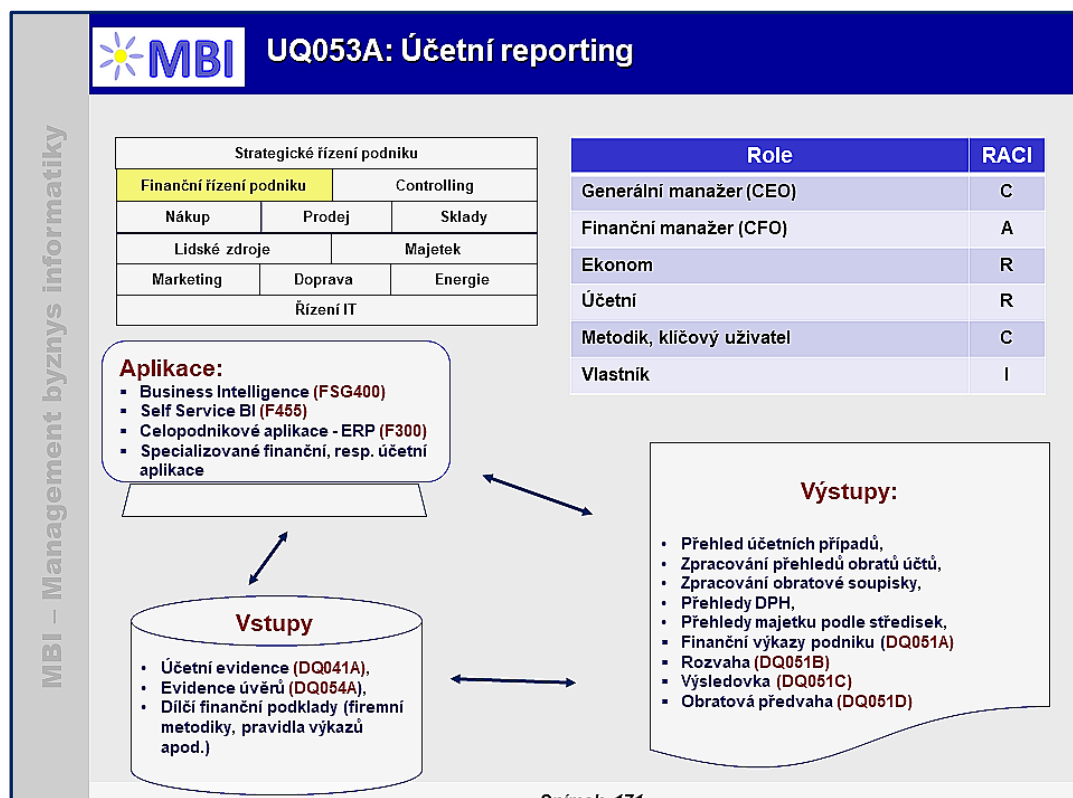 MBI
UQ053A: Účetní reporting
MBI – Management byznys informatiky
Strategické řízení podniku
Finanční řízení podniku Controlling
Nákup Prodej Sklady
Lidské zdroje Majetek
Marketing Doprava Energie
Řízení IT
Role RACI
Generální manažer (CEO) C
Finanční manažer (CFO) A
Ekonom R
Účetní R
Metodik, klíčový uživatel C
Vlastník I
Aplikace:
▪ Business Intelligence (FSG400)
▪ Self Service BI (F455)
▪ Celopodnikové aplikace - ERP (F300)
▪ Specializované finanční, resp. účetní
aplikace
Vstupy
• Účetní evidence (DQ041A),
• Evidence úvěrů (DQ054A),
• Dílčí finanční podklady (firemní
metodiky, pravidla výkazů
apod.)
Výstupy:
• Přehled účetních případů,
• Zpracování přehledů obratů účtů,
• Zpracování obratové soupisky,
• Přehledy DPH,
• Přehledy majetku podle středisek,
▪ Finanční výkazy podniku (DQ051A)
▪ Rozvaha (DQ051B)
▪ Výsledovka (DQ051C)
▪ Obratová předvaha (DQ051D)